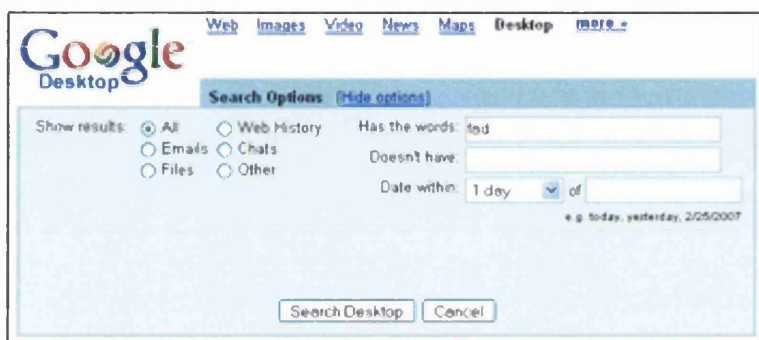 Web Images Video News Maps Desktop more »
Google
Desktop
Search Options [Hide options]
Show results: All Web History Has the words: tad
Emails Chats Doesn't have:
Files Other Date within: 1 day of
e.g. today, yesterday, 2/25/2007
Search Desktop Cancel